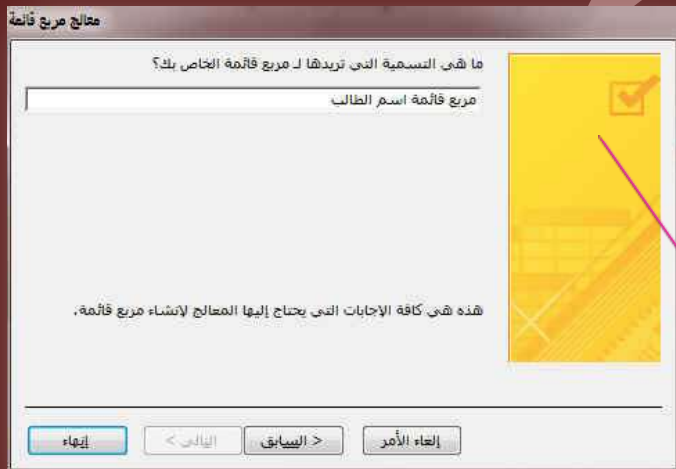 معالج مربع قائمة
ما هي التسمية التي تريدها لـ مربع قائمة الخاص بك؟
مربع قائمة اسم الطالب
هذه هي كافة الإجابات التي يحتاج إليها المعالج لإنشاء مربع قائمة.
إلغاء الأمر
< السابق
التالي >
إنهاء